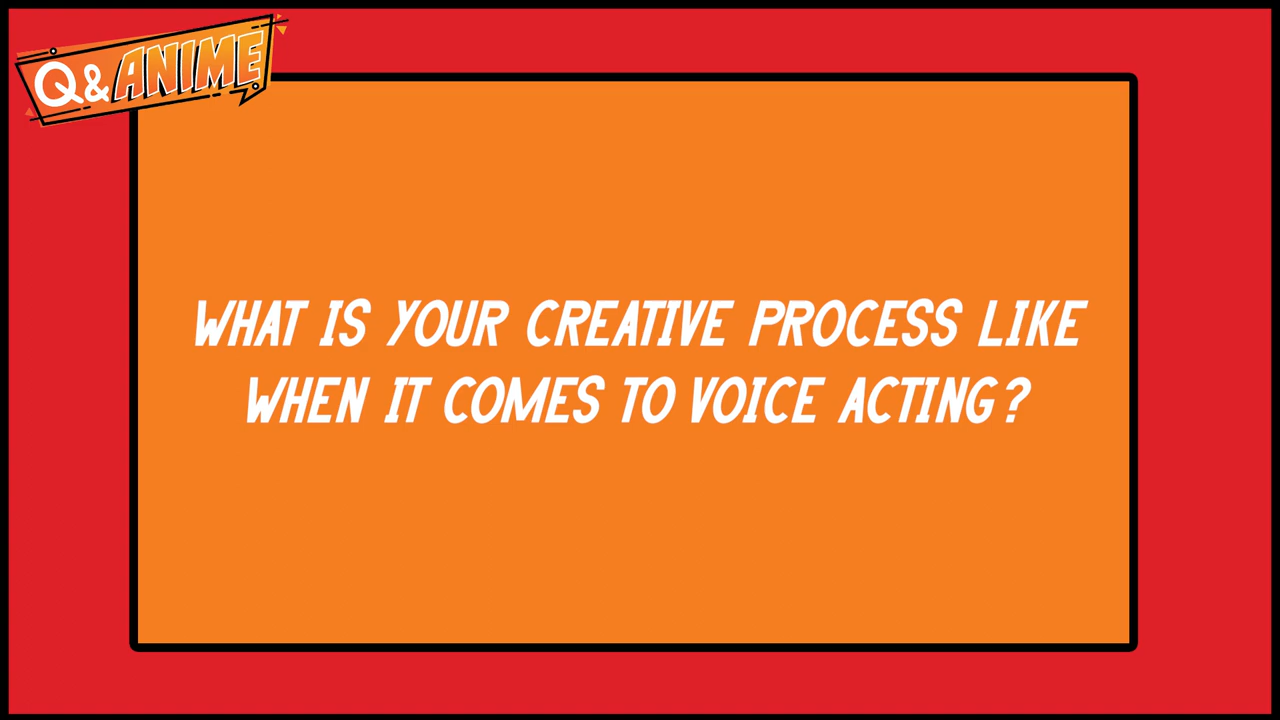 Q&ANIME
WHAT IS YOUR CREATIVE PROCESS LIKE
WHEN IT COMES TO VOICE ACTING?